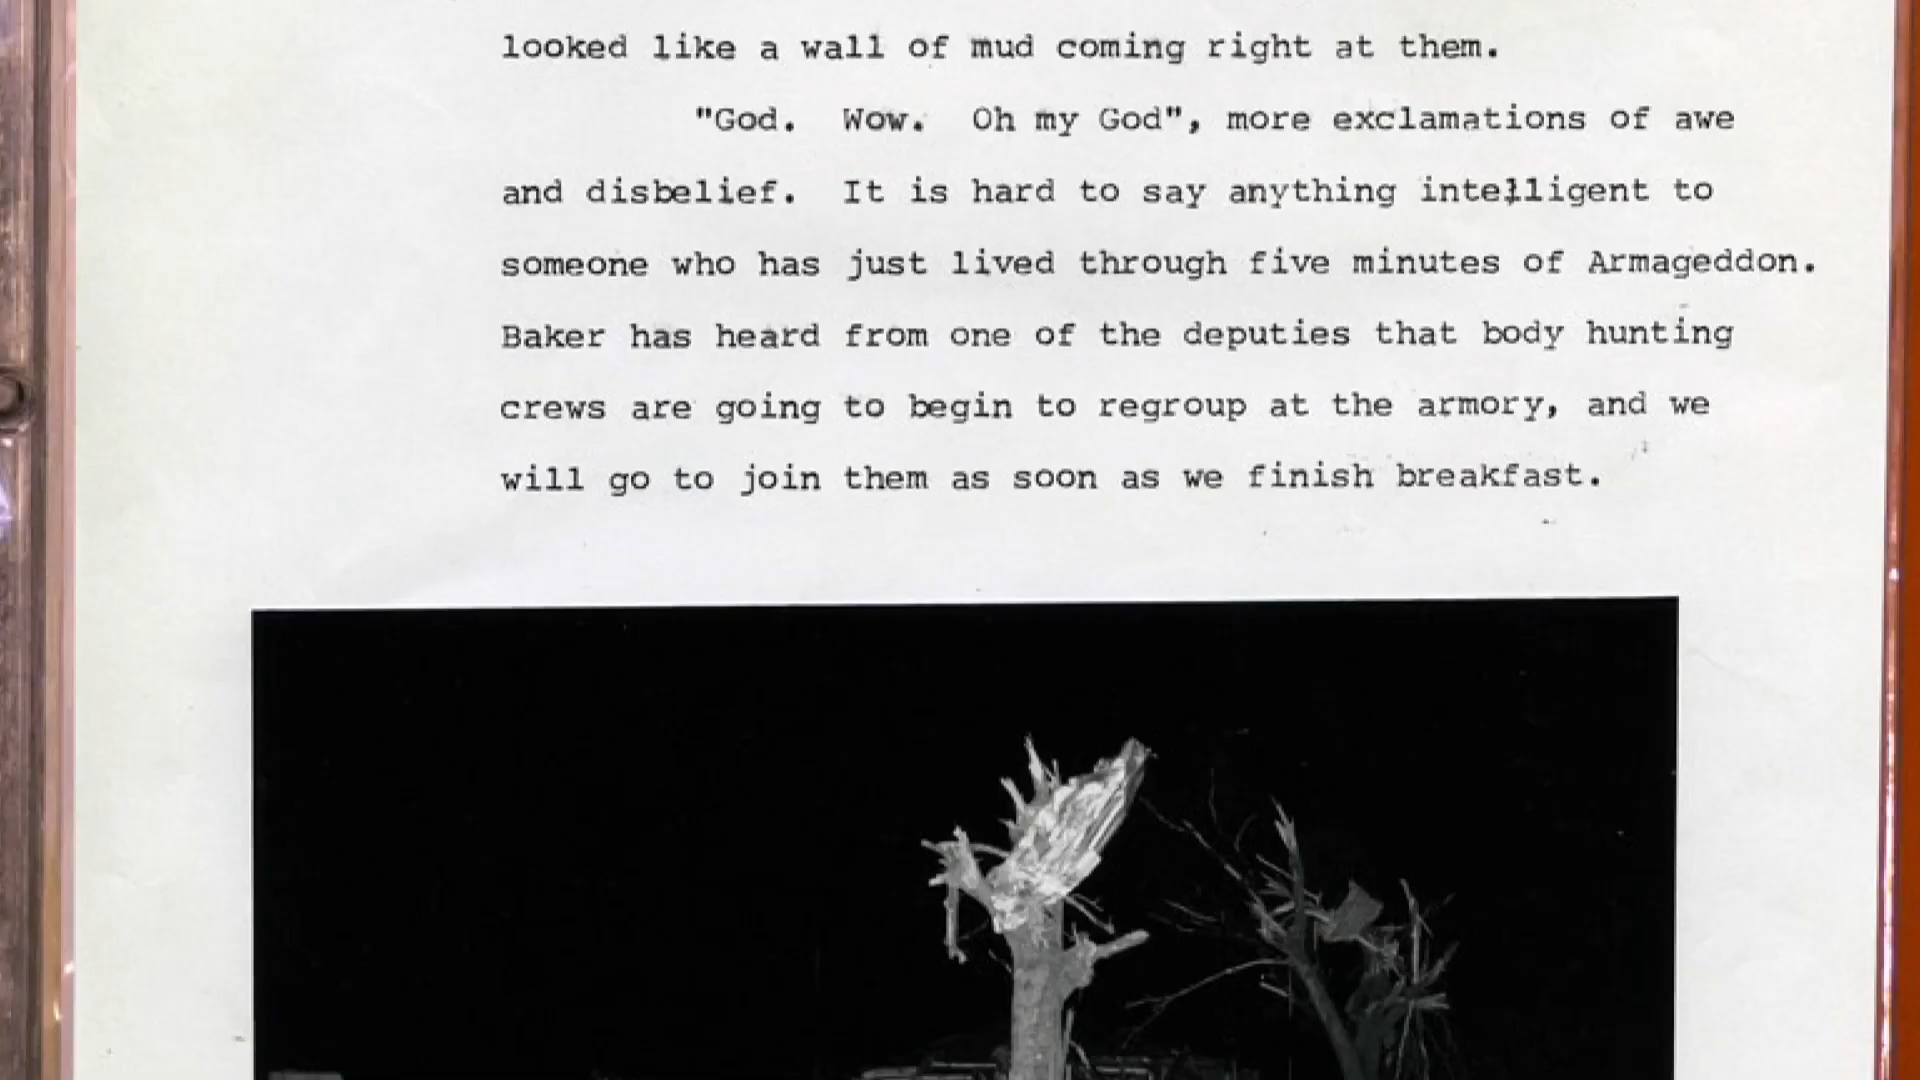 looked like a wall of mud coming right at them.
"God.  Wow.  Oh my God", more exclamations of awe
and disbelief.  It is hard to say anything intelligent to
someone who has just lived through five minutes of Armageddon.
Baker has heard from one of the deputies that body hunting
crews are going to begin to regroup at the armory, and we
will go to join them as soon as we finish breakfast.